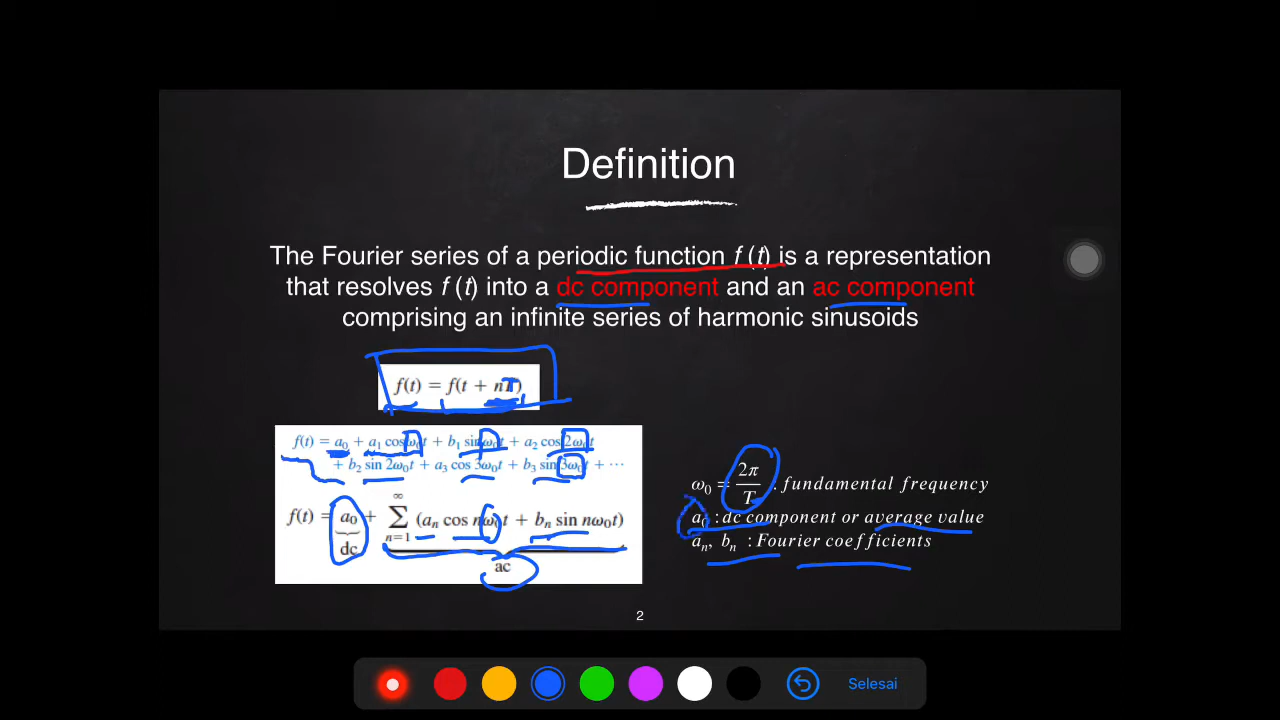 Definition
The Fourier series of a periodic function f (t) is a representation
that resolves f (t) into a dc component and an ac component
comprising an infinite series of harmonic sinusoids
f(t) = f(t + nT)
f(t) = a₀ + a₁ cos ω₀t + b₁ sin ω₀t + a₂ cos 2ω₀t
+ b₂ sin 2ω₀t + a₃ cos 3ω₀t + b₃ sin 3ω₀t + ⋯
f(t) = a₀ + ∑ (aₙ cos nω₀t + bₙ sin nω₀t)
∞
n=1
dc
ac
ω₀ = 2π/T : fundamental frequency
a₀ : dc component or average value
aₙ, bₙ : Fourier coefficients
2
Selesai